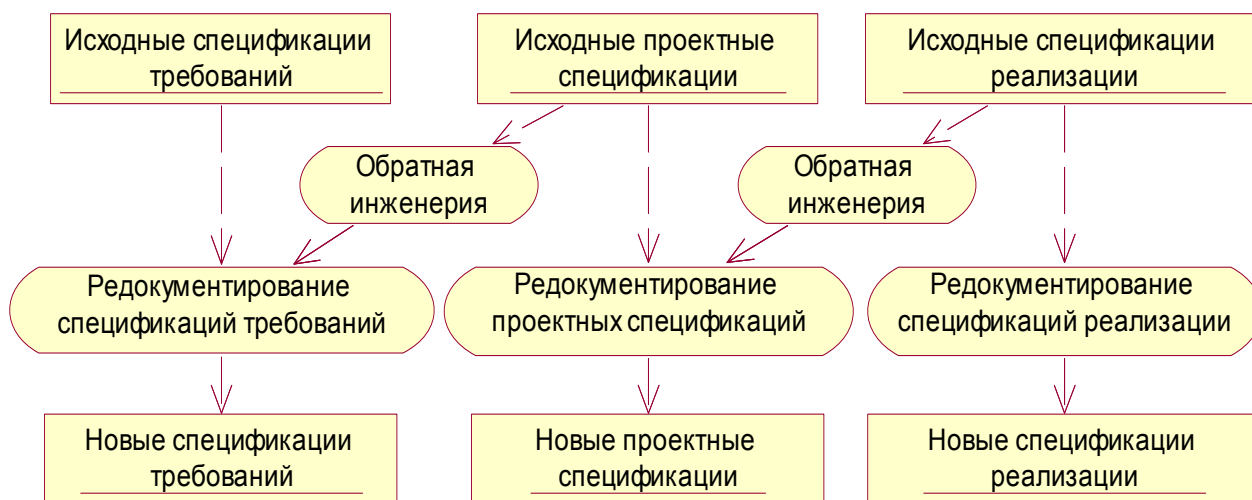 Исходные спецификации
требований
Исходные проектные
спецификации
Исходные спецификации
реализации
Обратная
инженерия
Обратная
инженерия
Редокументирование
спецификаций требований
Редокументирование
проектных спецификаций
Редокументирование
спецификаций реализации
Новые спецификации
требований
Новые проектные
спецификации
Новые спецификации
реализации